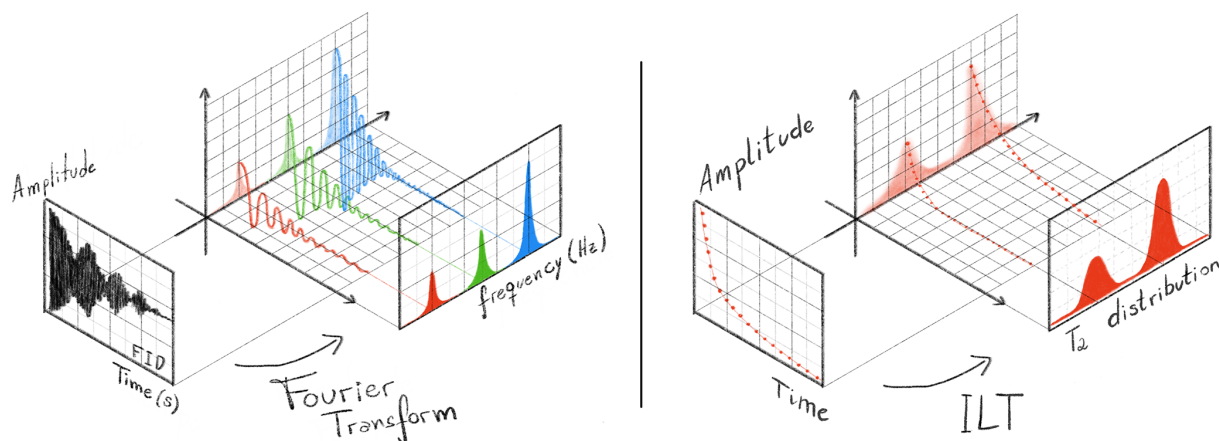 Amplitude
FID
Time(s)
Fourier
Transform
frequency(Hz)
Amplitude
Time
ILT
T2 distribution